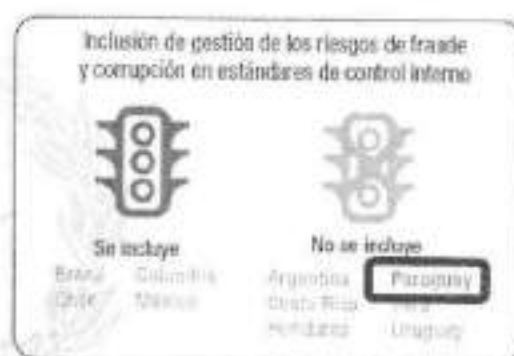 Inclusión de gestión de los riesgos de fraude
y corrupción en estándares de control interno
Se incluye
Brasil Colombia
Chile México
No se incluye
Argentina Paraguay
Costa Rica Perú
Honduras Uruguay